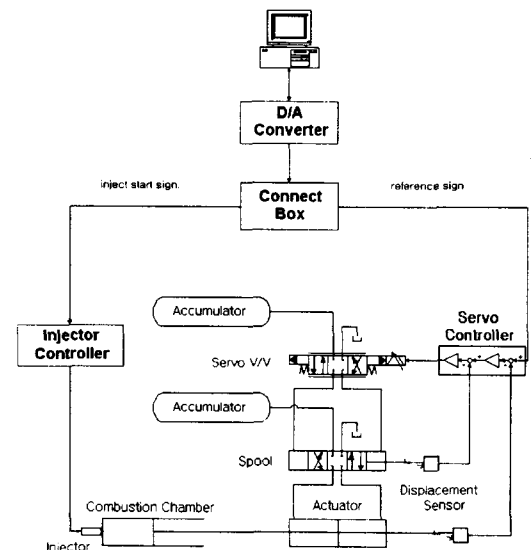 D/A
Converter
inject start sign.
reference sign
Connect
Box
Servo
Controller
Accumulator
Injector
Controller
Servo V/V
Accumulator
Spool
Displacement
Sensor
Combustion Chamber
Actuator
Injector